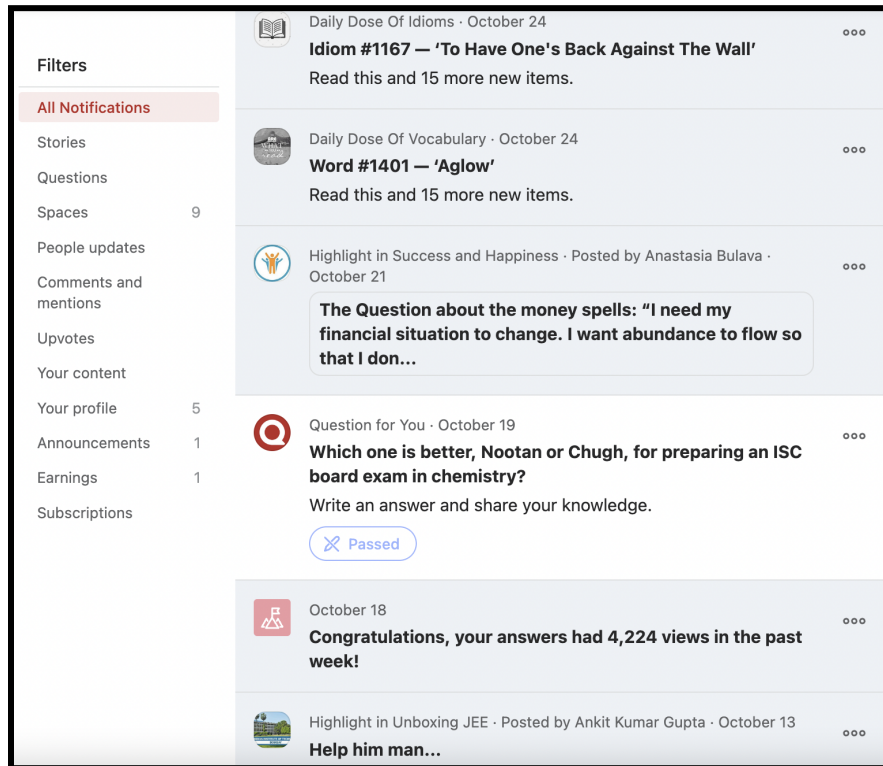 Filters
All Notifications
Stories
Questions
Spaces 9
People updates
Comments and
mentions
Upvotes
Your content
Your profile 5
Announcements 1
Earnings 1
Subscriptions
Daily Dose Of Idioms · October 24
Idiom #1167 — ‘To Have One's Back Against The Wall’
Read this and 15 more new items.
Daily Dose Of Vocabulary · October 24
Word #1401 — ‘Aglow’
Read this and 15 more new items.
Highlight in Success and Happiness · Posted by Anastasia Bulava ·
October 21
The Question about the money spells: “I need my
financial situation to change. I want abundance to flow so
that I don...
Question for You · October 19
Which one is better, Nootan or Chugh, for preparing an ISC
board exam in chemistry?
Write an answer and share your knowledge.
Passed
October 18
Congratulations, your answers had 4,224 views in the past
week!
Highlight in Unboxing JEE · Posted by Ankit Kumar Gupta · October 13
Help him man...